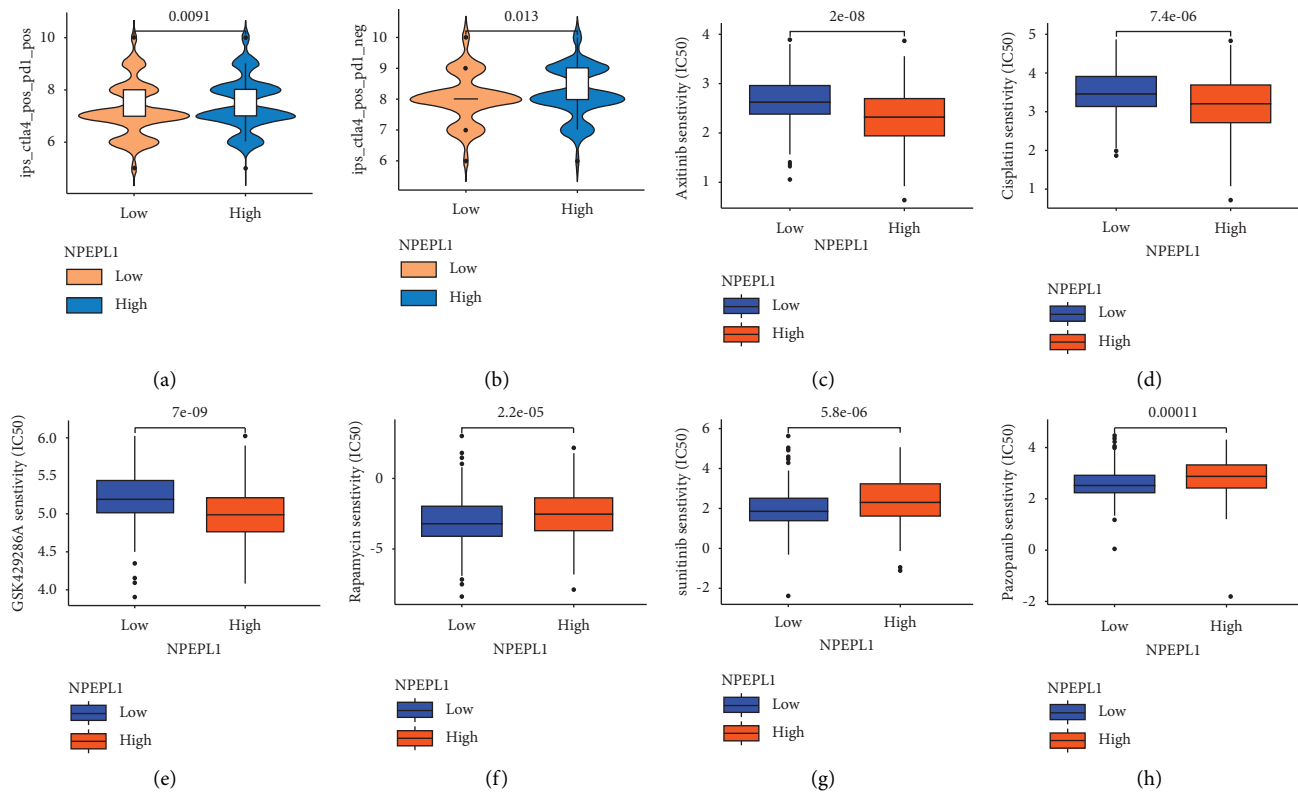 0.0091
ips_ctla4_pos_pd1_pos
10
8
6
Low
High
NPEPL1
Low
High
(a)
0.013
ips_ctla4_pos_pd1_neg
10
9
8
7
6
Low
High
NPEPL1
Low
High
(b)
2e-08
Axitinib senstivity (IC50)
4
3
2
1
Low
High
NPEPL1
NPEPL1
Low
High
(c)
7.4e-06
Cisplatin senstivity (IC50)
5
4
3
2
1
Low
High
NPEPL1
NPEPL1
Low
High
(d)
7e-09
GSK429286A senstivity (IC50)
6.0
5.5
5.0
4.5
4.0
Low
High
NPEPL1
NPEPL1
Low
High
(e)
2.2e-05
Rapamycin senstivity (IC50)
0
-5
Low
High
NPEPL1
NPEPL1
Low
High
(f)
5.8e-06
sunitinib senstivity (IC50)
6
4
2
0
-2
Low
High
NPEPL1
NPEPL1
Low
High
(g)
0.00011
Pazopanib senstivity (IC50)
4
2
0
-2
Low
High
NPEPL1
NPEPL1
Low
High
(h)